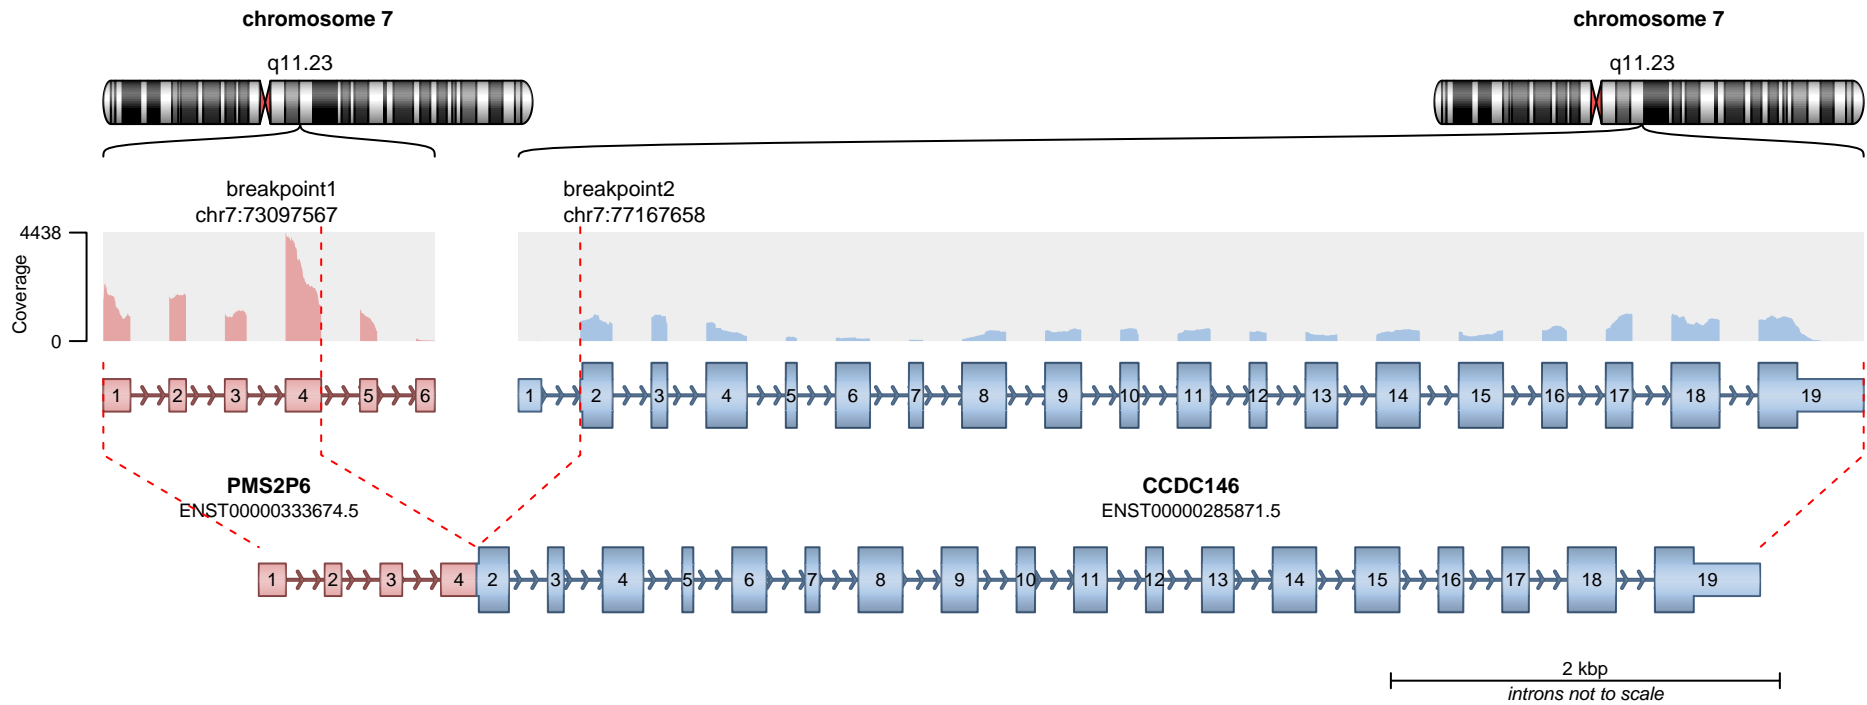 chromosome 7
chromosome 7
q11.23
q11.23
breakpoint1
chr7:73097567
breakpoint2
chr7:77167658
4438
Coverage
0
1 2 3 4 5 6
1 2 3 4 5 6 7 8 9 10 11 12 13 14 15 16 17 18 19
PMS2P6
ENST00000333674.5
CCDC146
ENST00000285871.5
1 2 3 4 2 3 4 5 6 7 8 9 10 11 12 13 14 15 16 17 18 19
2 kbp
introns not to scale